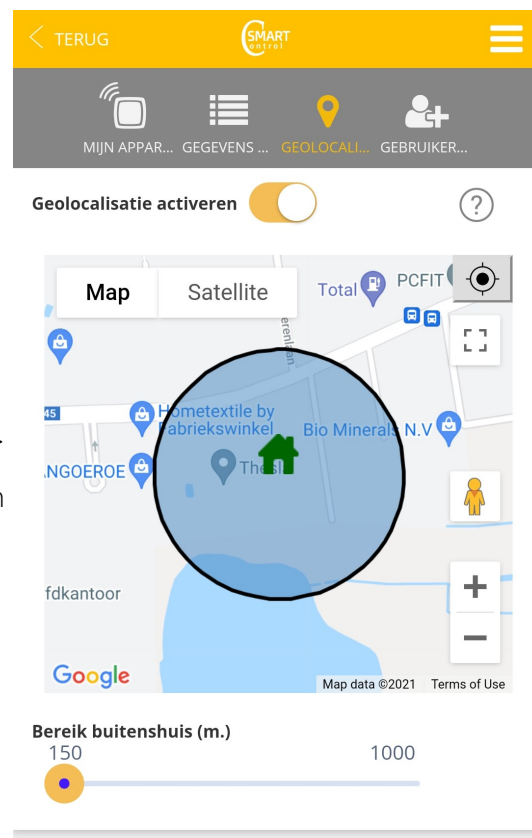 TERUG
SMART
Control
MIJN APPAR... GEGEVENS ... GEOLOCALI... GEBRUIKER...
Geolocalisatie activeren
?
Map Satellite
Total PCFIT
erenlaan
45
Hometextile by
Fabriekswinkel
Bio Minerals N.V
NGOEROE
n
fdkantoor
+
−
Google
Map data ©2021 Terms of Use
Bereik buitenshuis (m.)
150 1000